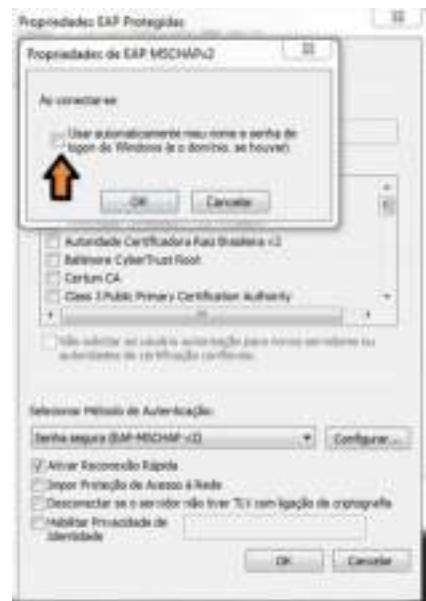 Propriedades EAP Protegidas
Propriedades de EAP MSCHAPv2
Ao conectar-se:
Usar automaticamente meu nome e senha de
logon do Windows (e o domínio, se houver)
OK Cancelar
Autoridade Certificadora Raiz Brasileira v2
Baltimore CyberTrust Root
Certum CA
Class 3 Public Primary Certification Authority
Não solicitar ao usuário autorização para novos servidores ou
autoridades de certificação confiáveis.
Selecionar Método de Autenticação:
Senha segura (EAP-MSCHAP v2) Configurar...
Ativar Reconexão Rápida
Impor Proteção de Acesso à Rede
Desconectar se o servidor não tiver TLV com ligação de criptografia
Habilitar Privacidade de
Identidade
OK Cancelar